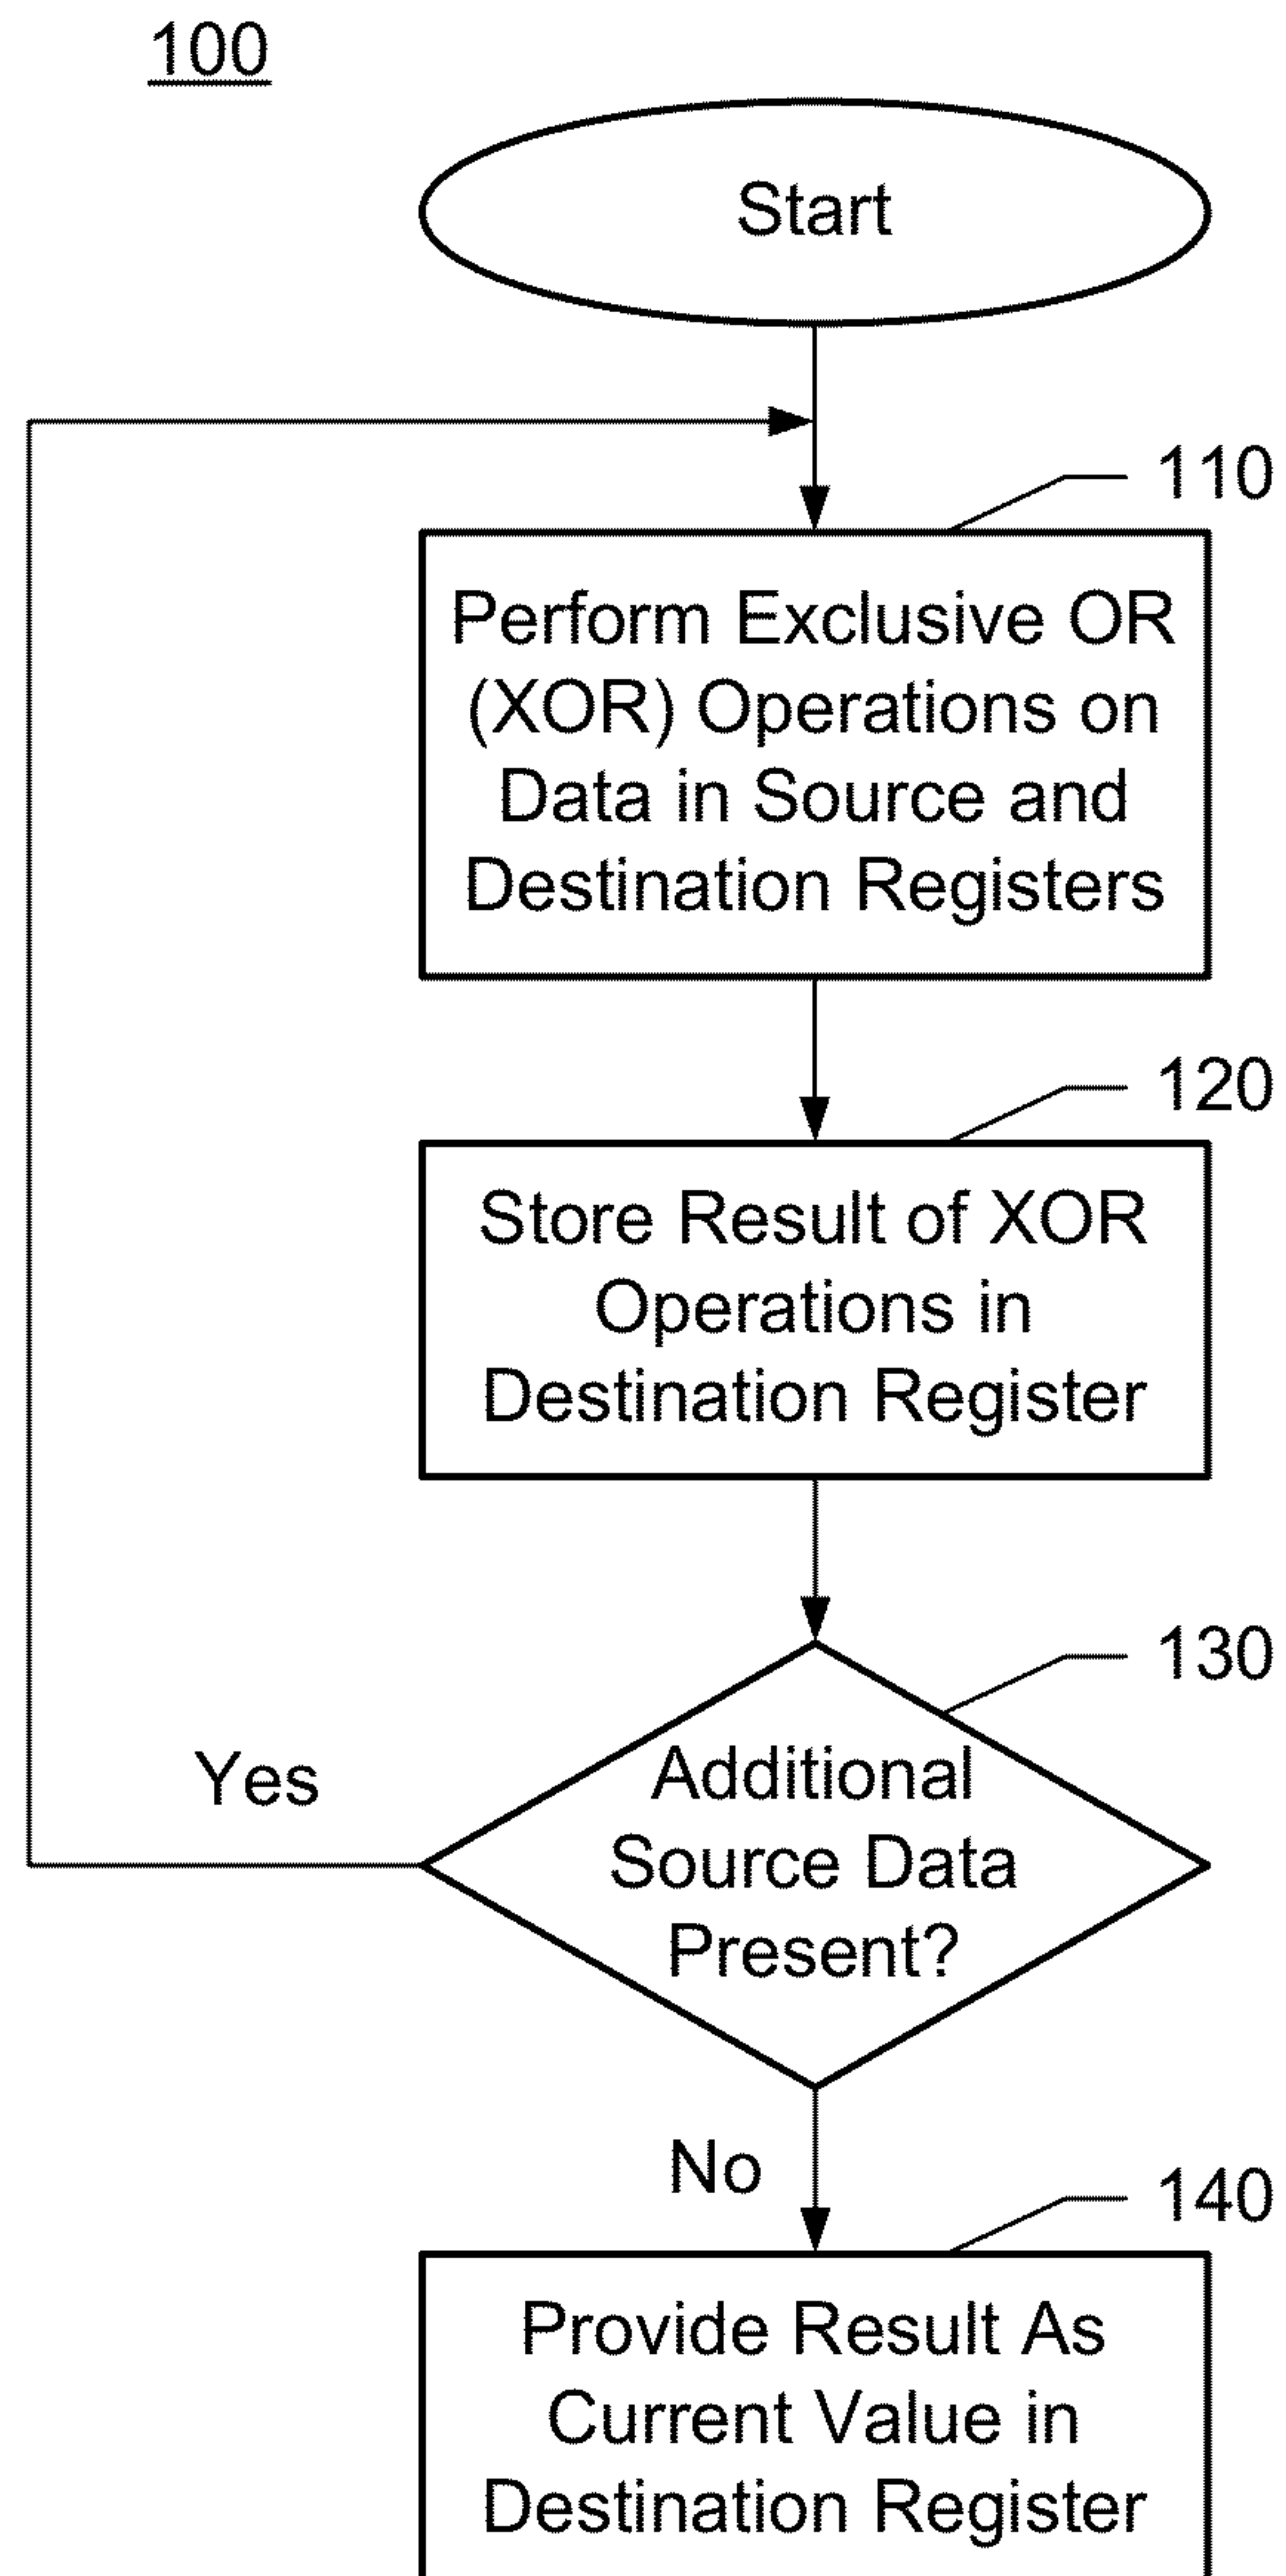 100
Start
110
Perform Exclusive OR
(XOR) Operations on
Data in Source and
Destination Registers
120
Store Result of XOR
Operations in
Destination Register
130
Additional
Source Data
Present?
Yes
No
140
Provide Result As
Current Value in
Destination Register